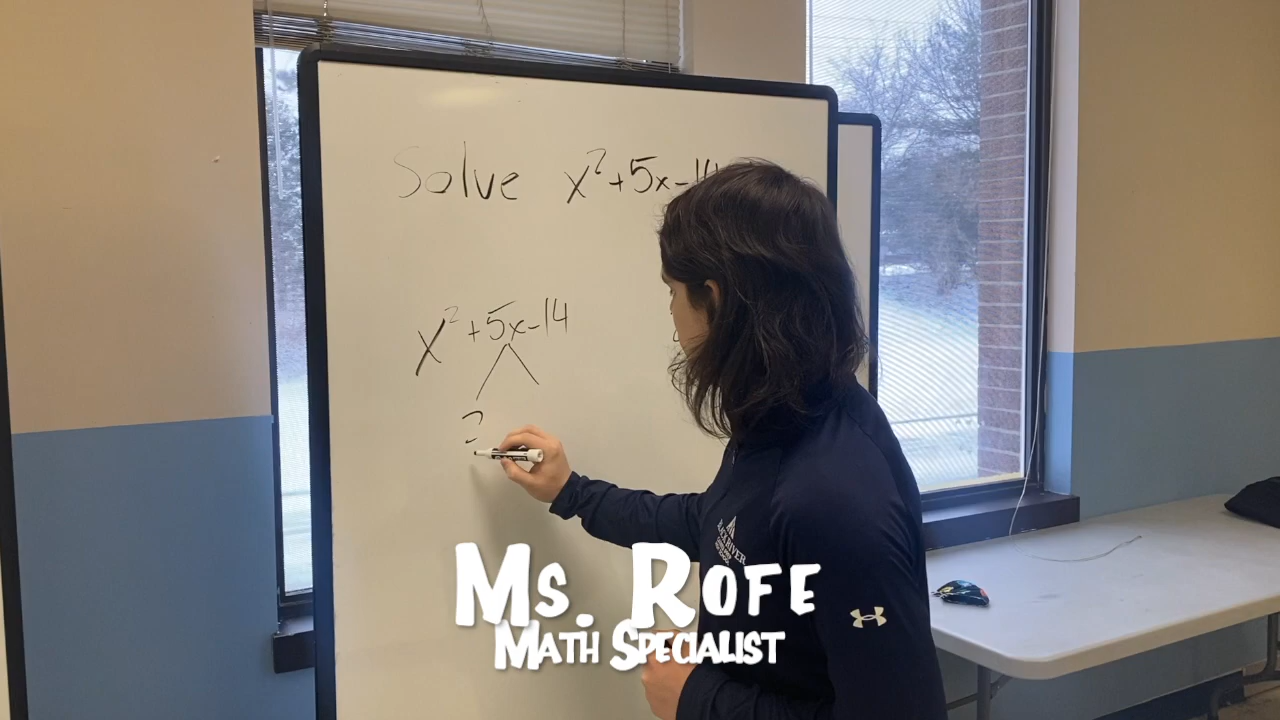 Solve x²+5x-14
x²+5x-14
?
Ms. Rofe
Math Specialist